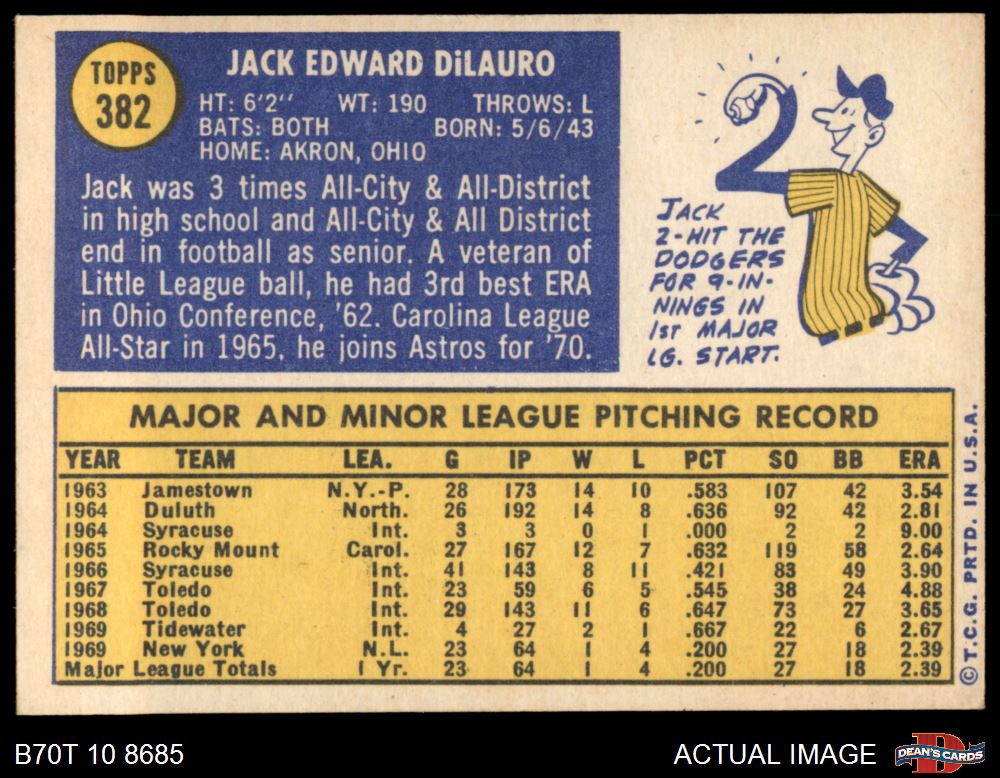 TOPPS
382
JACK EDWARD DiLAURO
HT: 6'2" WT: 190 THROWS: L
BATS: BOTH BORN: 5/6/43
HOME: AKRON, OHIO
Jack was 3 times All-City & All-District
in high school and All-City & All District
end in football as senior. A veteran of
Little League ball, he had 3rd best ERA
in Ohio Conference, '62. Carolina League
All-Star in 1965, he joins Astros for '70.
2
JACK
2-HIT THE
DODGERS
FOR 9-IN-
NINGS IN
1ST MAJOR
LG. START.
MAJOR AND MINOR LEAGUE PITCHING RECORD
YEAR TEAM LEA. G IP W L PCT SO BB ERA
1963 Jamestown N.Y.-P. 28 173 14 10 .583 107 42 3.54
1964 Duluth North. 26 192 14 8 .636 92 42 2.81
1964 Syracuse Int. 3 3 0 1 .000 2 2 9.00
1965 Rocky Mount Carol. 27 167 12 7 .632 119 58 2.64
1966 Syracuse Int. 41 143 8 11 .421 83 49 3.90
1967 Toledo Int. 23 59 6 5 .545 38 24 4.88
1968 Toledo Int. 29 143 11 6 .647 73 27 3.65
1969 Tidewater Int. 4 27 2 1 .667 22 6 2.67
1969 New York N.L. 23 64 1 4 .200 27 18 2.39
Major League Totals 1 Yr. 23 64 1 4 .200 27 18 2.39
© T.C.G. PRTD. IN U.S.A.
B70T 10 8685 ACTUAL IMAGE
DEAN'S CARDS